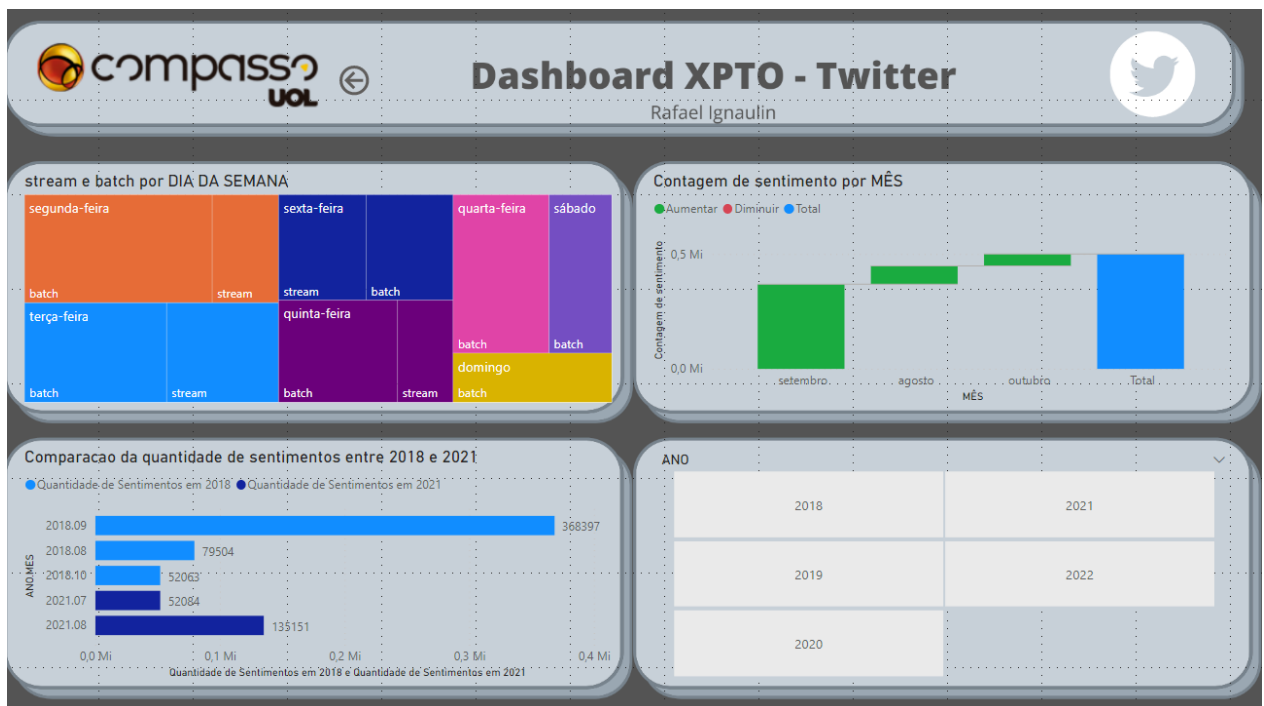 compasso
UOL
Dashboard XPTO - Twitter
Rafael Ignaulin
stream e batch por DIA DA SEMANA
segunda-feira
batch
stream
terça-feira
batch
stream
sexta-feira
stream
batch
quinta-feira
batch
stream
quarta-feira
batch
sábado
batch
domingo
batch
Contagem de sentimento por MÊS
Aumentar Diminuir Total
Contagem de sentimento
0,5 Mi
0,0 Mi
setembro agosto outubro Total
MÊS
Comparacao da quantidade de sentimentos entre 2018 e 2021
Quantidade de Sentimentos em 2018 Quantidade de Sentimentos em 2021
ANO.MES
2018.09 368397
2018.08 79504
2018.10 52063
2021.07 52084
2021.08 135151
0,0 Mi 0,1 Mi 0,2 Mi 0,3 Mi 0,4 Mi
Quantidade de Sentimentos em 2018 e Quantidade de Sentimentos em 2021
ANO
2018 2021
2019 2022
2020